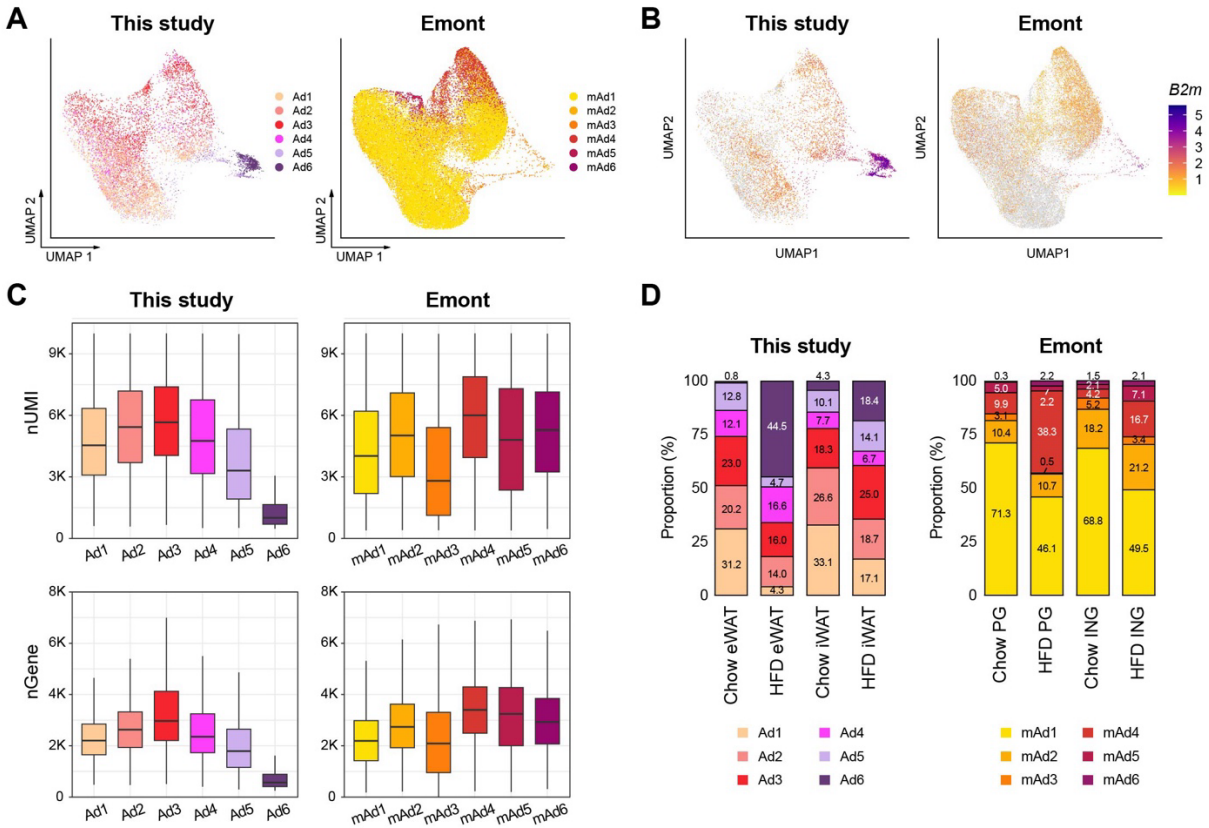 A
This study
Emont
Ad1
Ad2
Ad3
Ad4
Ad5
Ad6
mAd1
mAd2
mAd3
mAd4
mAd5
mAd6
UMAP 2
UMAP 1
UMAP 2
UMAP 1
B
This study
Emont
B2m
5
4
3
2
1
UMAP2
UMAP1
UMAP2
UMAP1
C
This study
Emont
nUMI
9K
6K
3K
0
9K
6K
3K
0
Ad1 Ad2 Ad3 Ad4 Ad5 Ad6
mAd1 mAd2 mAd3 mAd4 mAd5 mAd6
nGene
8K
6K
4K
2K
0
8K
6K
4K
2K
0
Ad1 Ad2 Ad3 Ad4 Ad5 Ad6
mAd1 mAd2 mAd3 mAd4 mAd5 mAd6
D
This study
Proportion (%)
100
75
50
25
0
0.8
12.8
12.1
23.0
20.2
31.2
44.5
4.7
16.6
16.0
14.0
4.3
4.3
10.1
7.7
18.3
26.6
33.1
18.4
14.1
6.7
25.0
18.7
17.1
Chow eWAT
HFD eWAT
Chow iWAT
HFD iWAT
Ad1
Ad2
Ad3
Ad4
Ad5
Ad6
Emont
Proportion (%)
100
75
50
25
0
0.3
5.0
9.9
3.1
10.4
71.3
2.2
2.2
38.3
0.5
10.7
46.1
1.5
2.1
4.2
5.2
18.2
68.8
2.1
7.1
16.7
3.4
21.2
49.5
Chow PG
HFD PG
Chow ING
HFD ING
mAd1
mAd2
mAd3
mAd4
mAd5
mAd6